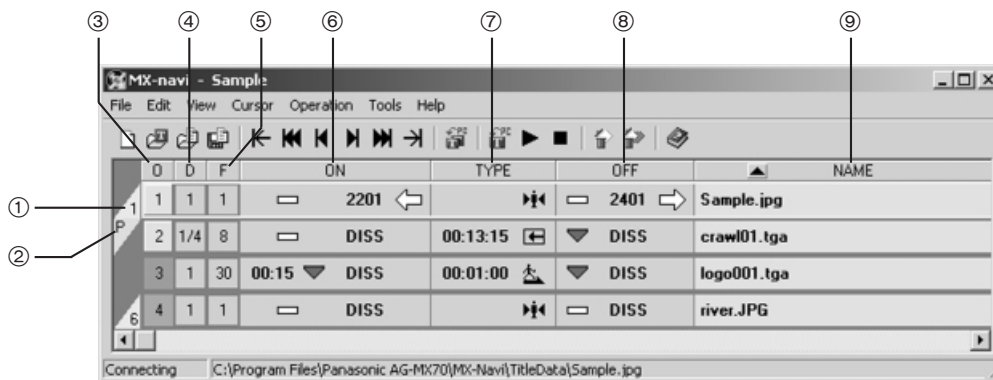 ③ ④ ⑤ ⑥ ⑦ ⑧ ⑨
MX-navi - Sample
File Edit View Cursor Operation Tools Help
O D F ON TYPE OFF NAME
① 1 1 1 1 2201 2401 Sample.jpg
② P 2 1/4 8 DISS 00:13:15 DISS crawl01.tga
3 1 30 00:15 DISS 00:01:00 DISS logo001.tga
6 4 1 1 DISS DISS river.JPG
Connecting C:\Program Files\Panasonic AG-MX70\MX-Navi\TitleData\Sample.jpg